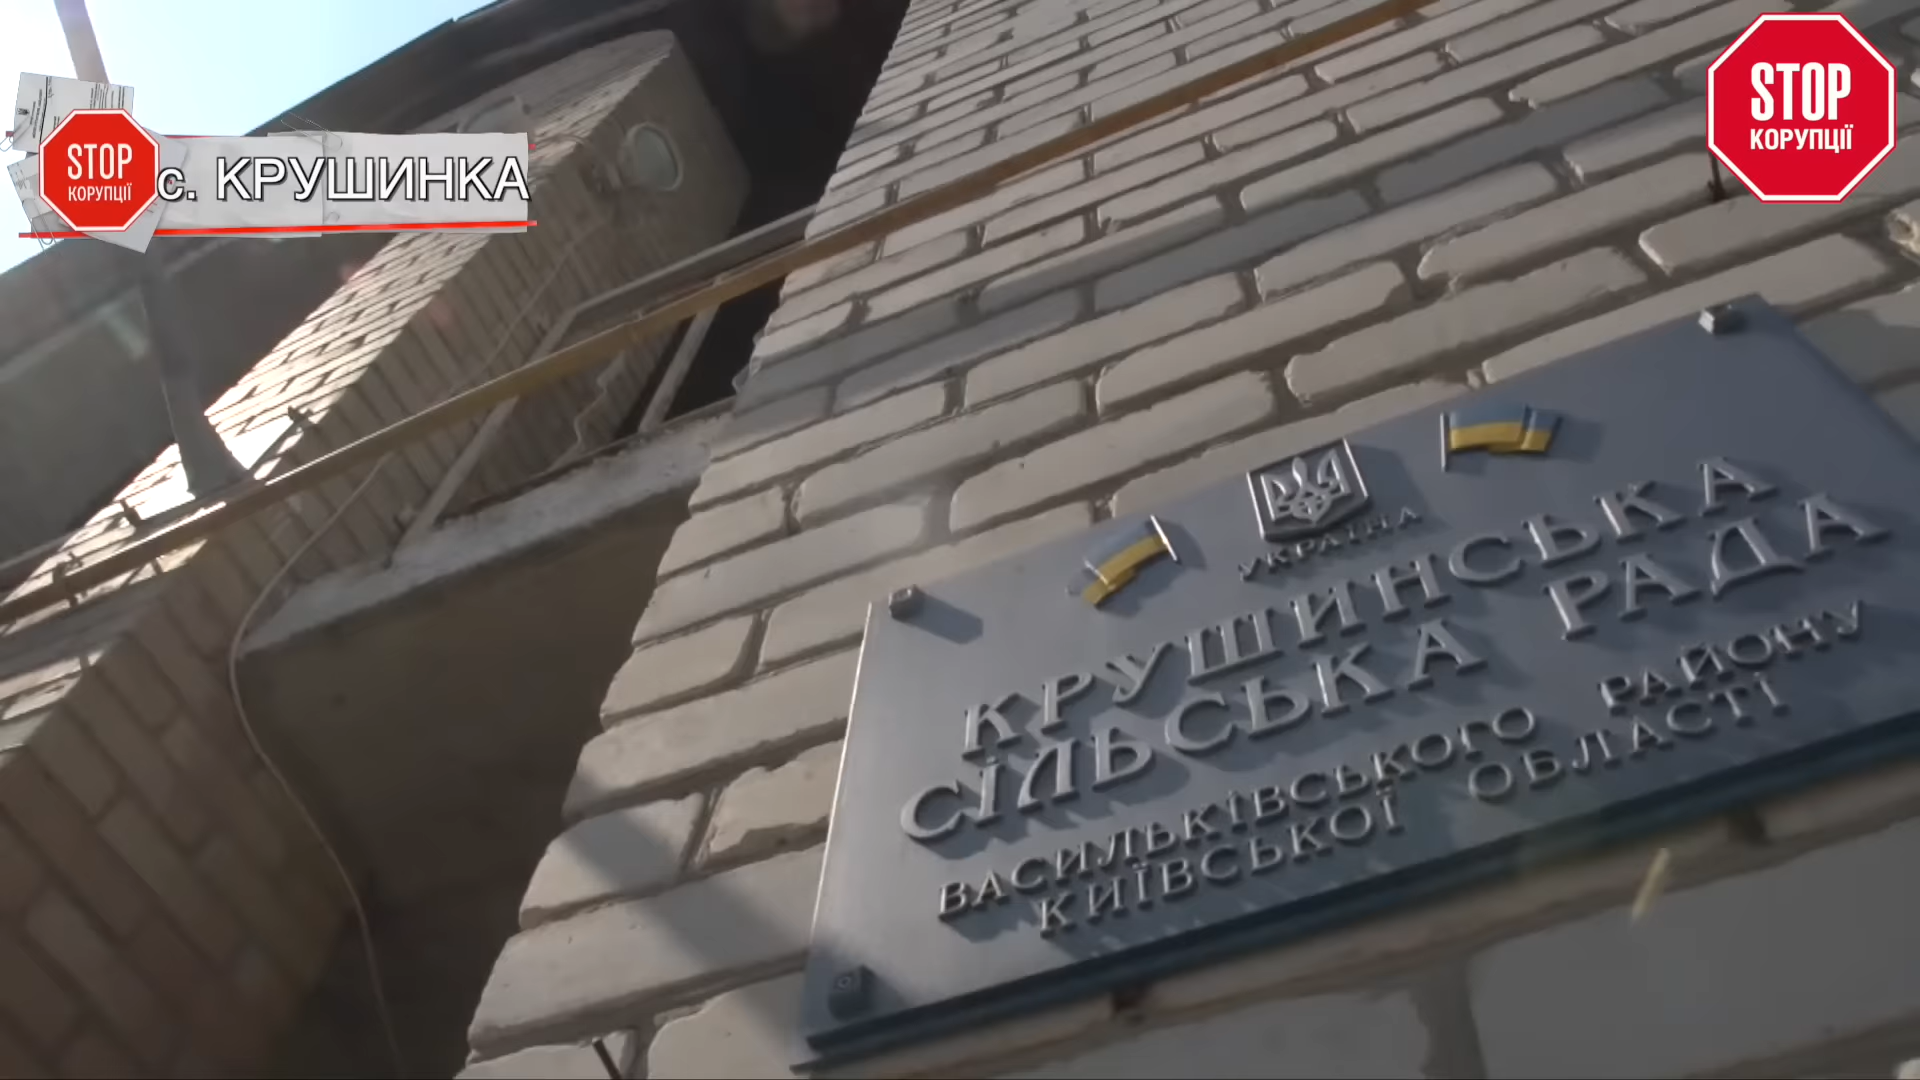 STOP
КОРУПЦІЇ
с. КРУШИНКА
STOP
КОРУПЦІЇ
УКРАЇНА
КРУШИНСЬКА
СІЛЬСЬКА РАДА
ВАСИЛЬКІВСЬКОГО РАЙОНУ
КИЇВСЬКОЇ ОБЛАСТІ